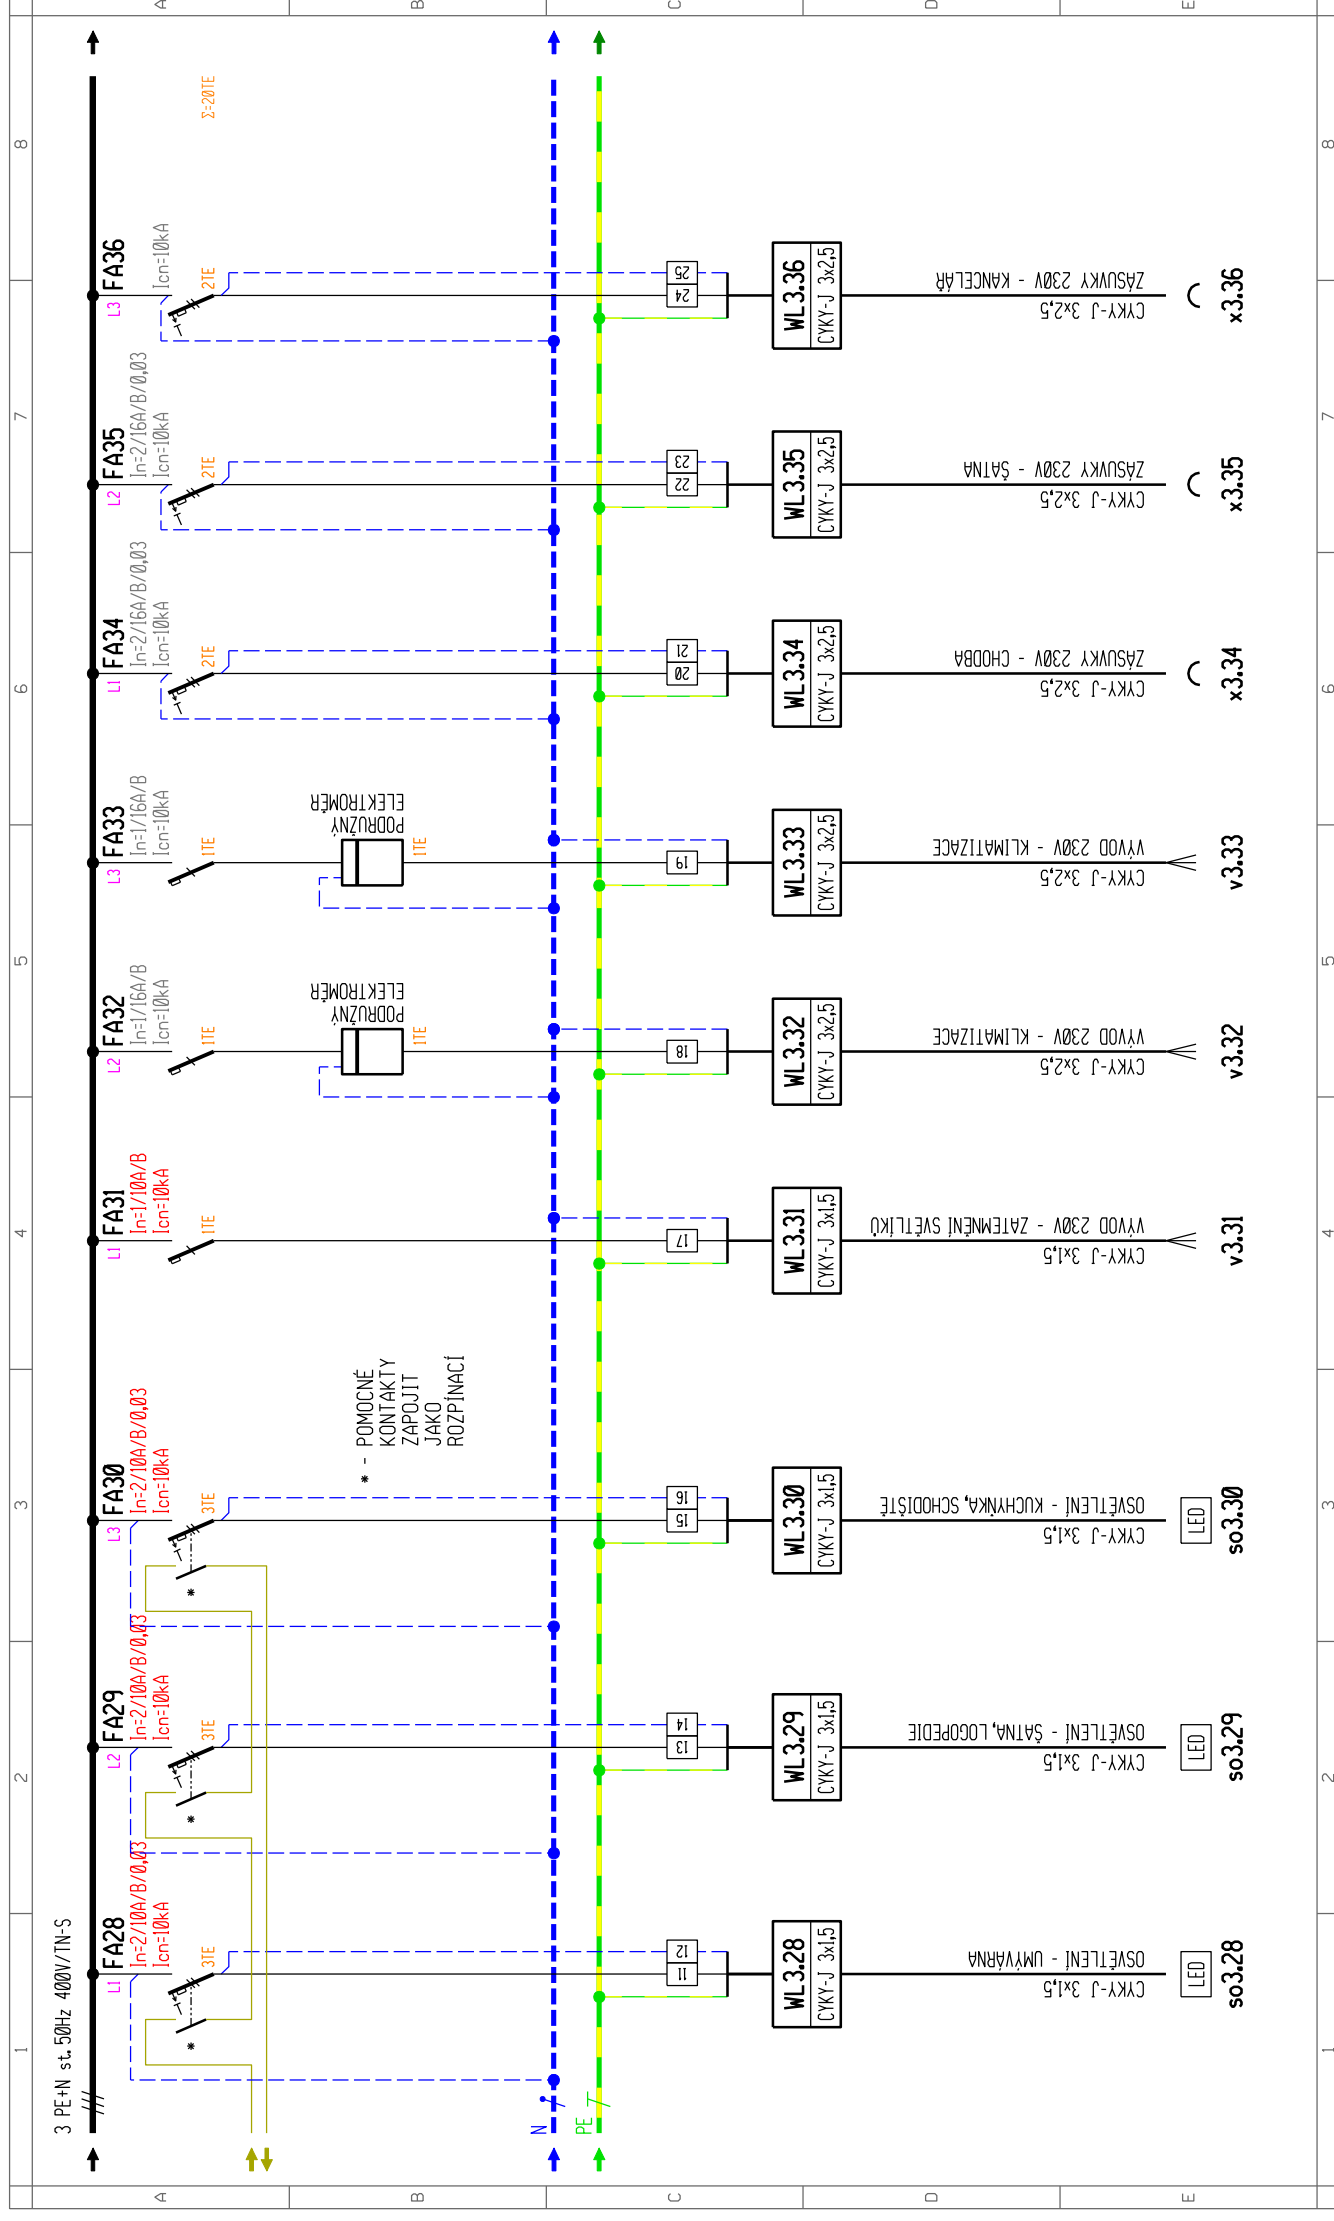 1 2 3 4 5 6 7 8
A B C D E
3 PE+N st. 50Hz 400V/TN-S
N
PE
L1
FA28
In=2/10A/B/0,03
Icn=10kA
3TE
*
11 12
WL3.28
CYKY-J 3x1,5
OSVĚTLENÍ - UMÝVÁRNA
CYKY-J 3x1,5
LED
so3.28
L2
FA29
In=2/10A/B/0,03
Icn=10kA
3TE
*
13 14
WL3.29
CYKY-J 3x1,5
OSVĚTLENÍ - ŠATNA, LOGOPEDIE
CYKY-J 3x1,5
LED
so3.29
L3
FA30
In=2/10A/B/0,03
Icn=10kA
3TE
*
15 16
WL3.30
CYKY-J 3x1,5
OSVĚTLENÍ - KUCHYŇKA, SCHODIŠTĚ
CYKY-J 3x1,5
LED
so3.30
* - POMOCNÉ
KONTAKTY
ZAPOJIT
JAKO
ROZPÍNACÍ
L1
FA31
In=1/10A/B
Icn=10kA
1TE
17
WL3.31
CYKY-J 3x1,5
VÝVOD 230V - ZATEMNĚNÍ SVĚTLÍKŮ
CYKY-J 3x1,5
v3.31
L2
FA32
In=1/16A/B
Icn=10kA
1TE
PODRUŽNÝ
ELEKTROMĚR
1TE
18
WL3.32
CYKY-J 3x2,5
VÝVOD 230V - KLIMATIZACE
CYKY-J 3x2,5
v3.32
L3
FA33
In=1/16A/B
Icn=10kA
1TE
PODRUŽNÝ
ELEKTROMĚR
1TE
19
WL3.33
CYKY-J 3x2,5
VÝVOD 230V - KLIMATIZACE
CYKY-J 3x2,5
v3.33
L1
FA34
In=2/16A/B/0,03
Icn=10kA
2TE
20 21
WL3.34
CYKY-J 3x2,5
ZÁSUVKY 230V - CHODBA
CYKY-J 3x2,5
x3.34
L2
FA35
In=2/16A/B/0,03
Icn=10kA
2TE
22 23
WL3.35
CYKY-J 3x2,5
ZÁSUVKY 230V - ŠATNA
CYKY-J 3x2,5
x3.35
L3
FA36
Icn=10kA
2TE
24 25
WL3.36
CYKY-J 3x2,5
ZÁSUVKY 230V - KANCELÁŘ
CYKY-J 3x2,5
x3.36
Σ=20TE
1 2 3 4 5 6 7 8
A B C D E